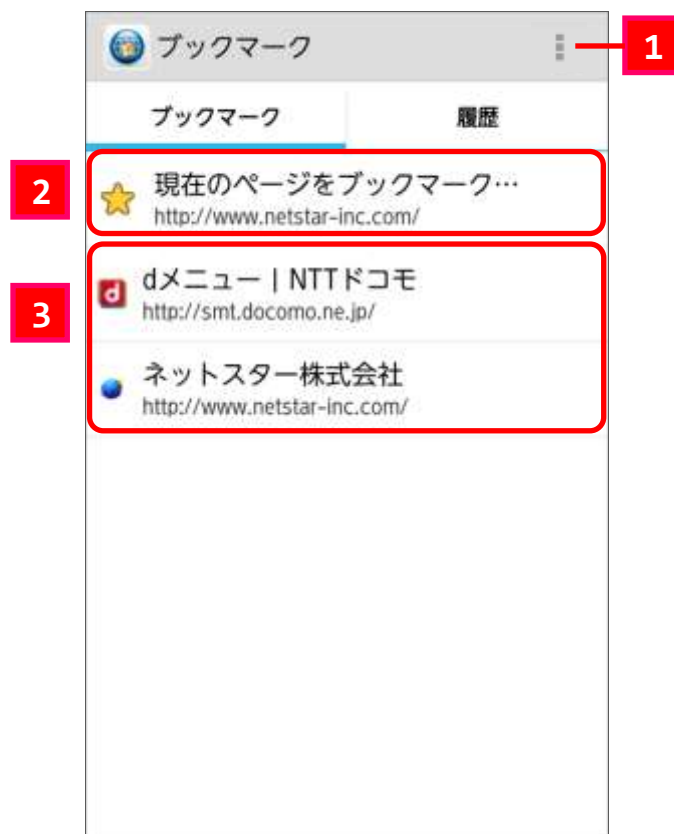 ブックマーク
1
ブックマーク
履歴
2
現在のページをブックマーク…
http://www.netstar-inc.com/
3
dメニュー | NTTドコモ
http://smt.docomo.ne.jp/
ネットスター株式会社
http://www.netstar-inc.com/